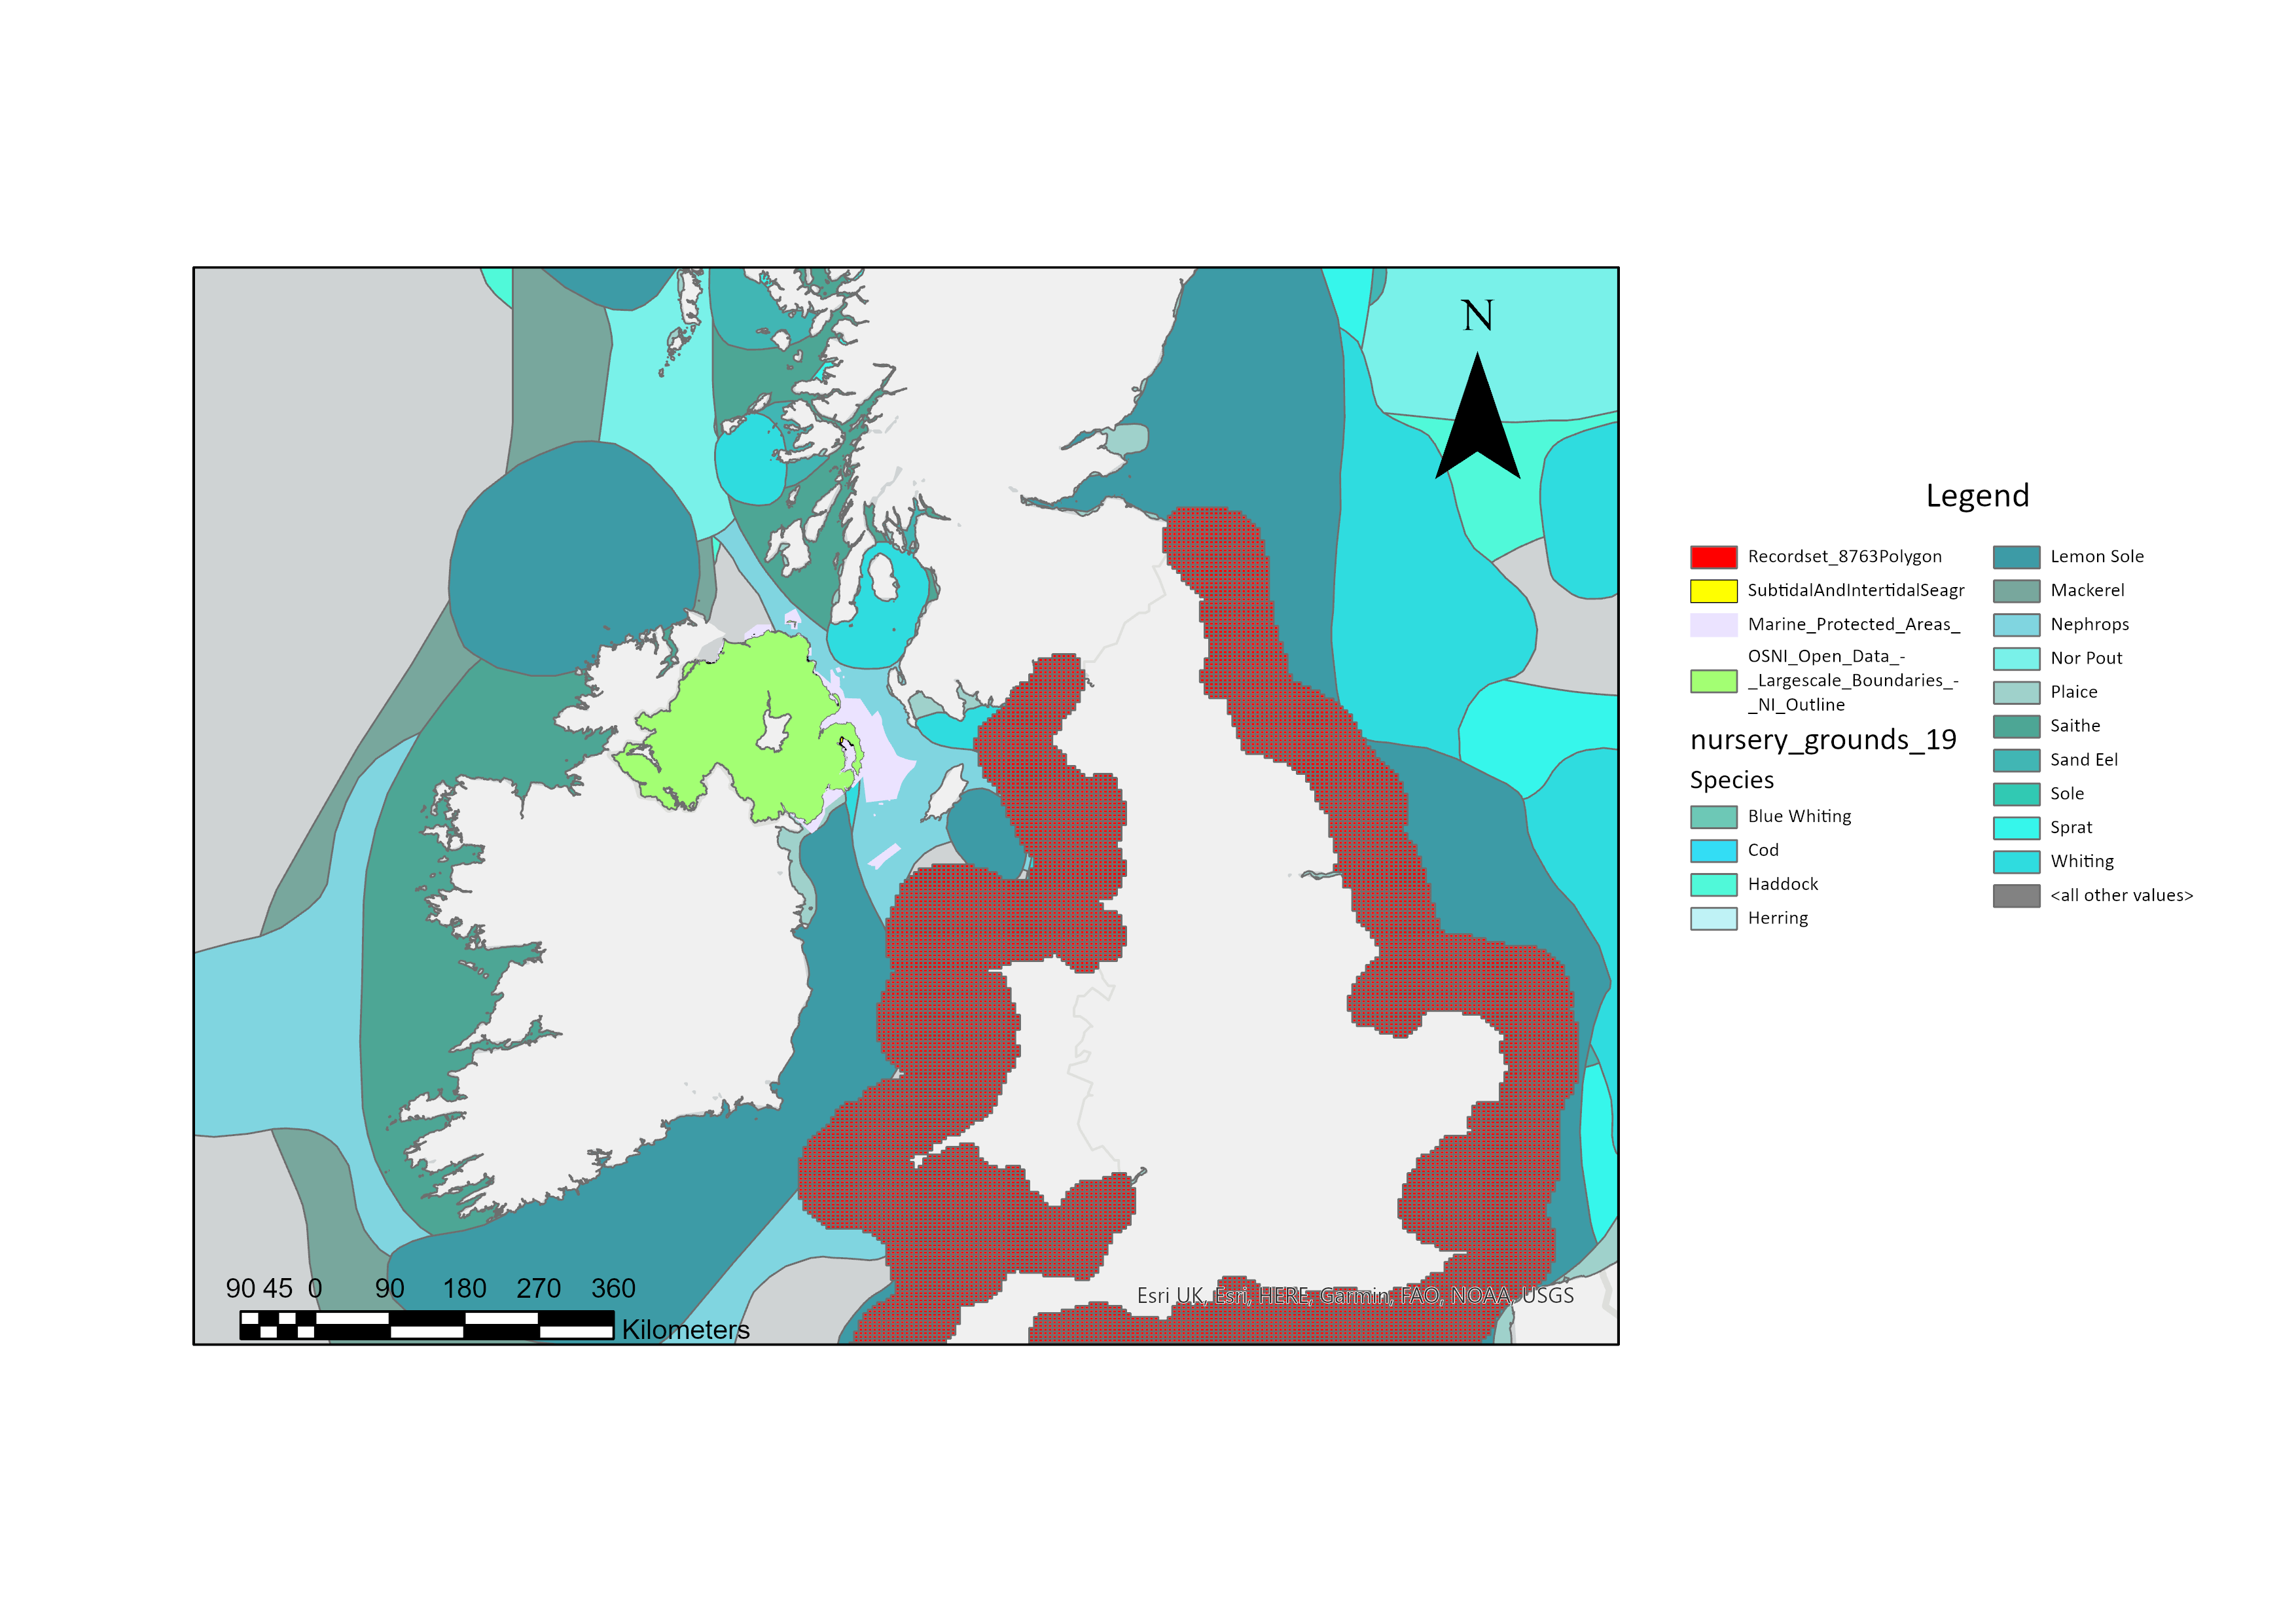 N
Legend
Recordset_8763Polygon
SubtidalAndIntertidalSeagr
Marine_Protected_Areas_
OSNI_Open_Data_-
_Largescale_Boundaries_-
_NI_Outline
nursery_grounds_19
Species
Blue Whiting
Cod
Haddock
Herring
Lemon Sole
Mackerel
Nephrops
Nor Pout
Plaice
Saithe
Sand Eel
Sole
Sprat
Whiting
<all other values>
90 45 0 90 180 270 360
Kilometers
Esri UK, Esri, HERE, Garmin, FAO, NOAA, USGS